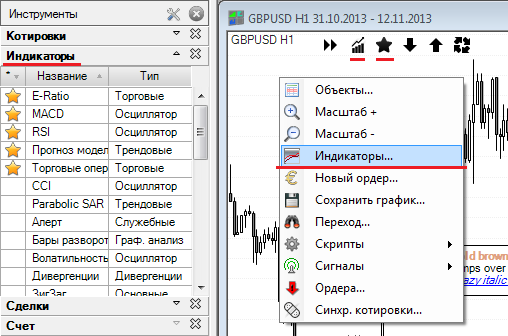 Инструменты
Котировки
Индикаторы
* Название Тип
E-Ratio Торговые
MACD Осциллятор
RSI Осциллятор
Прогноз модел Трендовые
Торговые опер Торговые
CCI Осциллятор
Parabolic SAR Трендовые
Алерт Служебные
Бары разворот Граф. анализ
Волатильность Осциллятор
Дивергенции Дивергенции
ЗигЗаг Основные
Сделки
Счет
GBPUSD H1 31.10.2013 - 12.11.2013
GBPUSD H1
Объекты...
Масштаб +
Масштаб -
Индикаторы...
Новый ордер...
Сохранить график...
Переход...
Скрипты
Сигналы
Ордера...
Синхр. котировки...
ld brown
mps over
azy italic